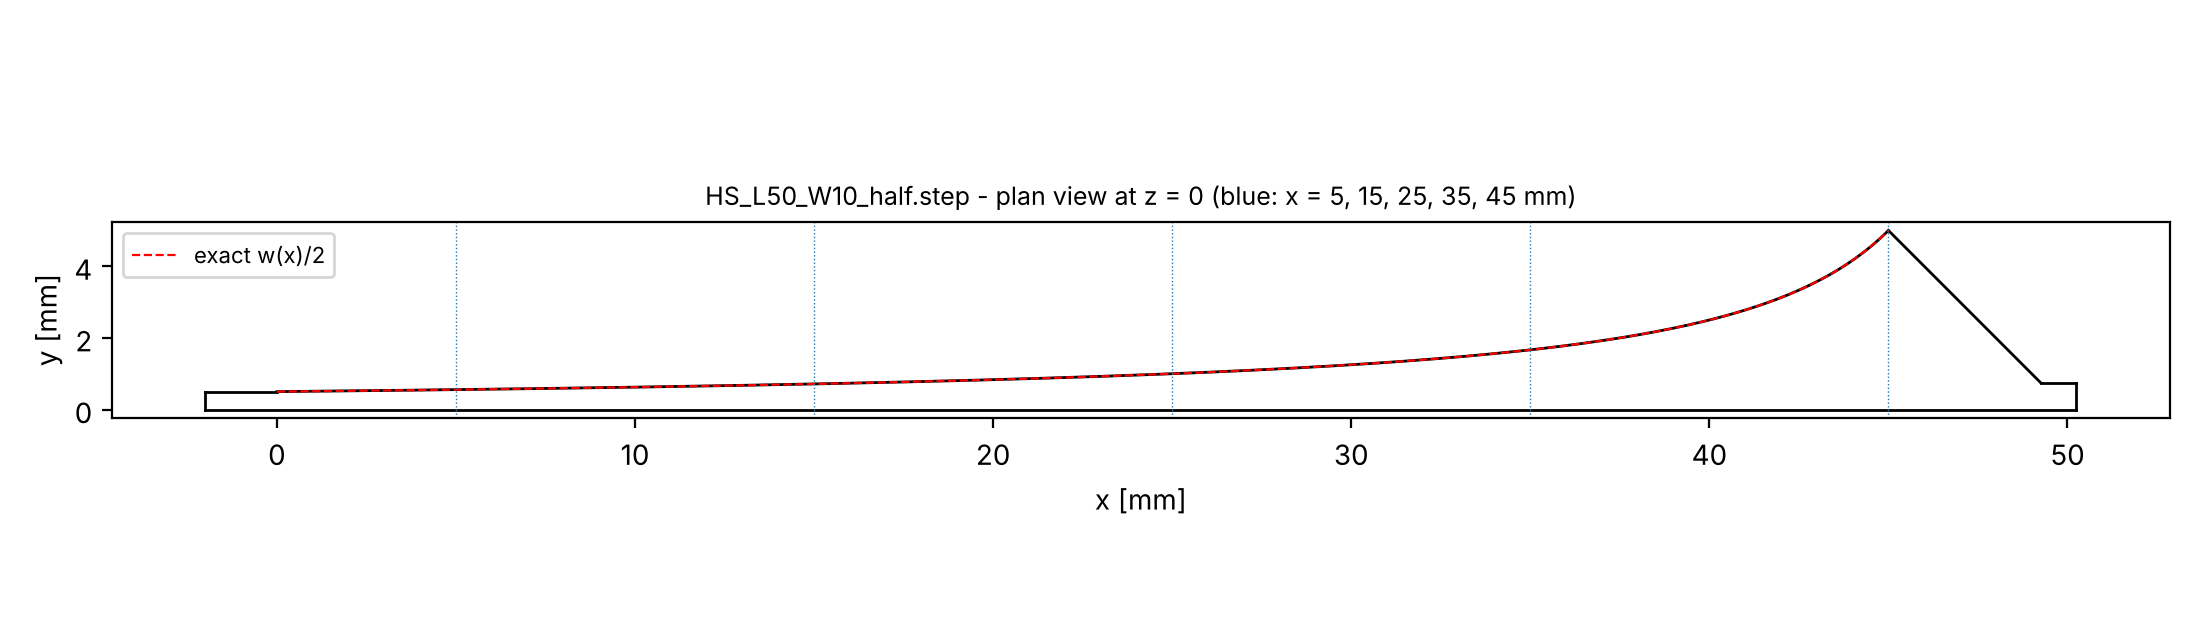 HS_L50_W10_half.step - plan view at z = 0 (blue: x = 5, 15, 25, 35, 45 mm)
exact w(x)/2
y [mm]
4
2
0
0 10 20 30 40 50
x [mm]